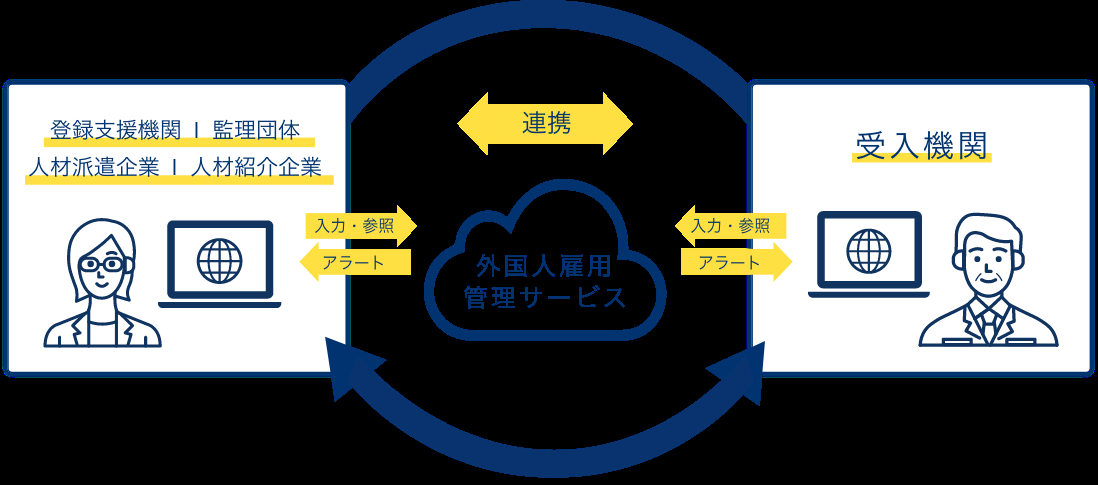 登録支援機関 | 監理団体
人材派遣企業 | 人材紹介企業
連携
受入機関
入力・参照
アラート
外国人雇用
管理サービス
入力・参照
アラート